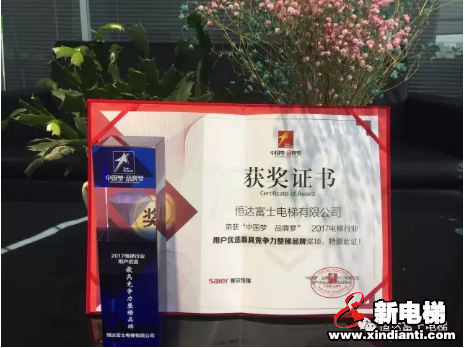 中国梦·品牌梦
获奖证书
Certificate of Award
恒达富士电梯有限公司
荣获“中国梦 品牌梦” 2017电梯行业
用户优选最具竞争力整梯品牌奖项，特颁此证！
Saler 赛尔传媒
中国梦·品牌梦
奖
2017电梯行业
用户优选
最具竞争力整梯品牌
恒达富士电梯有限公司
新电梯
www.xindianti.com